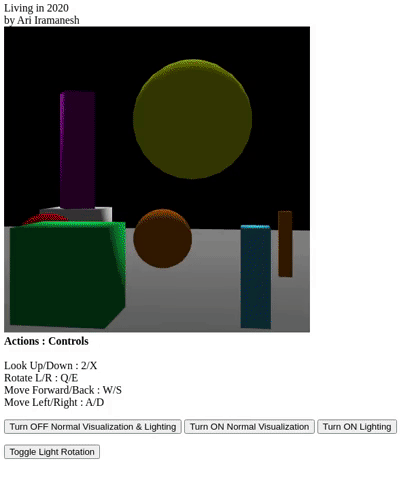 Living in 2020
by Ari Iramanesh
Actions : Controls
Look Up/Down : 2/X
Rotate L/R : Q/E
Move Forward/Back : W/S
Move Left/Right : A/D
Turn OFF Normal Visualization & Lighting Turn ON Normal Visualization Turn ON Lighting
Toggle Light Rotation